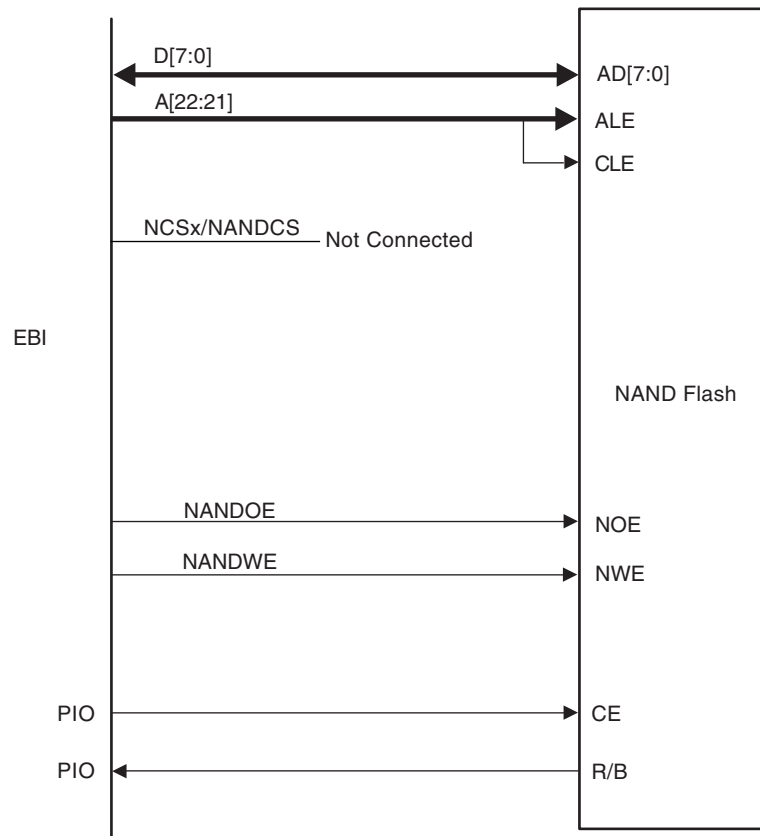 D[7:0]
AD[7:0]
A[22:21]
ALE
CLE
NCSx/NANDCS
Not Connected
EBI
NAND Flash
NANDOE
NOE
NANDWE
NWE
PIO
CE
PIO
R/B